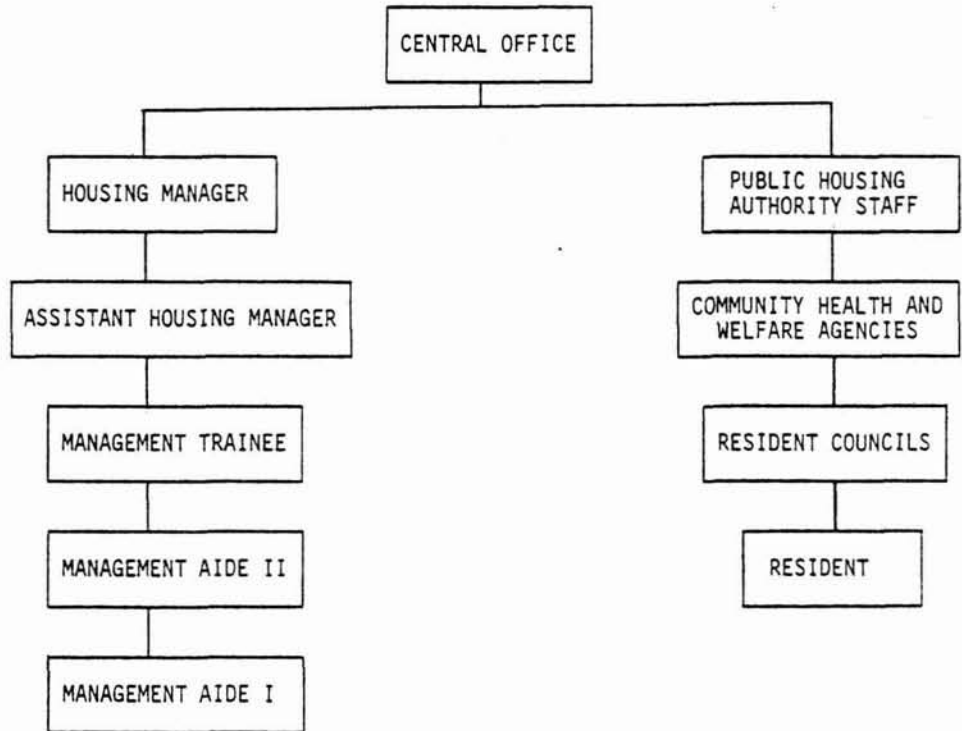 CENTRAL OFFICE
HOUSING MANAGER
ASSISTANT HOUSING MANAGER
MANAGEMENT TRAINEE
MANAGEMENT AIDE II
MANAGEMENT AIDE I
PUBLIC HOUSING
AUTHORITY STAFF
COMMUNITY HEALTH AND
WELFARE AGENCIES
RESIDENT COUNCILS
RESIDENT